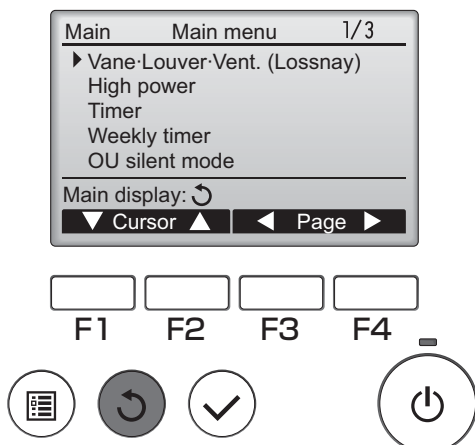 Main Main menu 1/3
Vane·Louver·Vent. (Lossnay)
High power
Timer
Weekly timer
OU silent mode
Main display:
Cursor Page
F1 F2 F3 F4